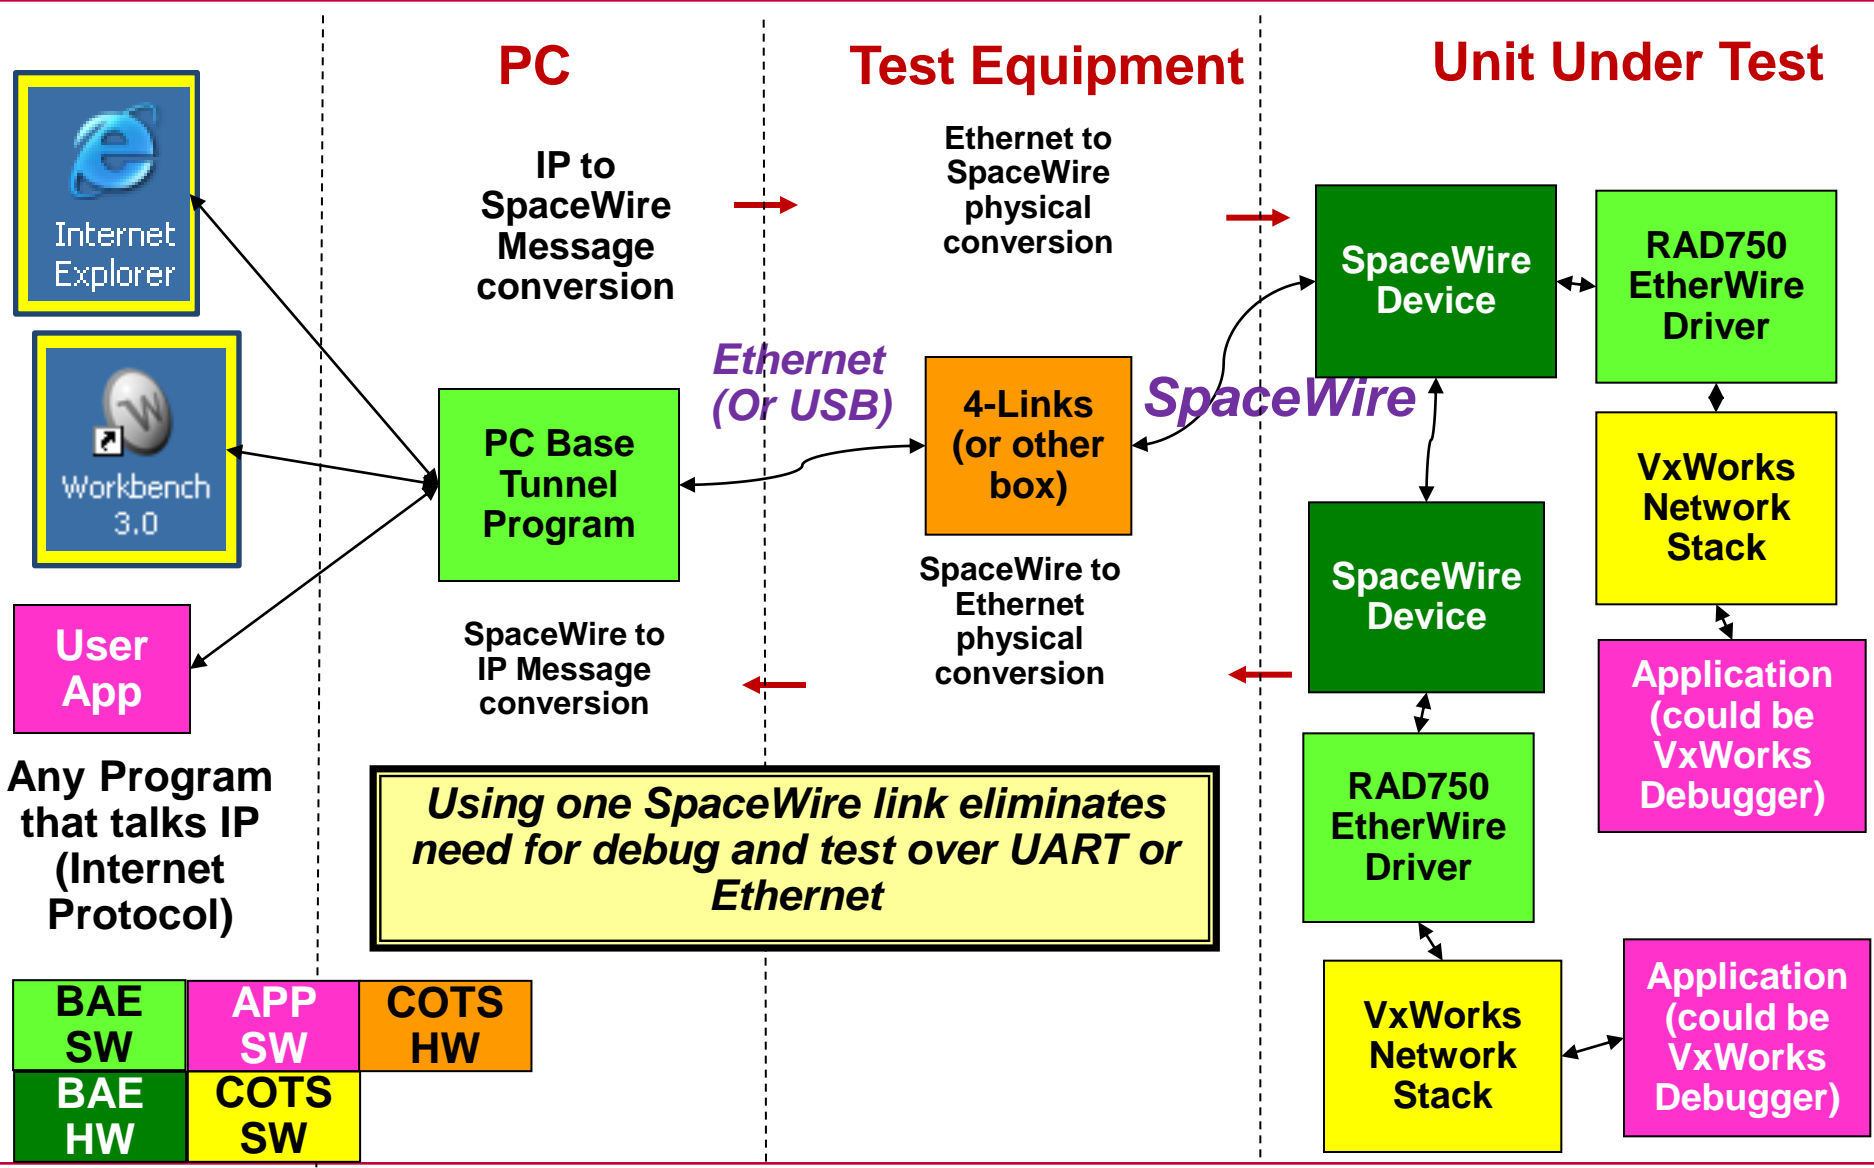 PC
Test Equipment
Unit Under Test
Internet
Explorer
Workbench
3.0
User
App
Any Program
that talks IP
(Internet
Protocol)
IP to
SpaceWire
Message
conversion
PC Base
Tunnel
Program
SpaceWire to
IP Message
conversion
Ethernet
(Or USB)
Ethernet to
SpaceWire
physical
conversion
4-Links
(or other
box)
SpaceWire to
Ethernet
physical
conversion
SpaceWire
SpaceWire
Device
RAD750
EtherWire
Driver
VxWorks
Network
Stack
Application
(could be
VxWorks
Debugger)
SpaceWire
Device
RAD750
EtherWire
Driver
VxWorks
Network
Stack
Application
(could be
VxWorks
Debugger)
Using one SpaceWire link eliminates
need for debug and test over UART or
Ethernet
BAE
SW
APP
SW
COTS
HW
BAE
HW
COTS
SW